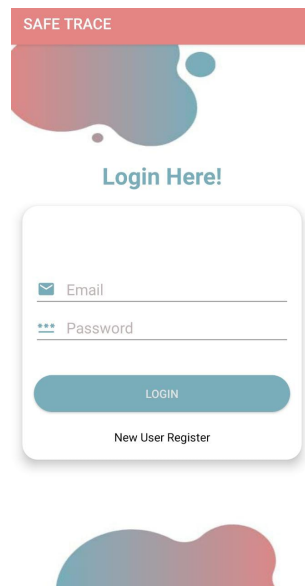 SAFE TRACE
Login Here!
Email
Password
LOGIN
New User Register